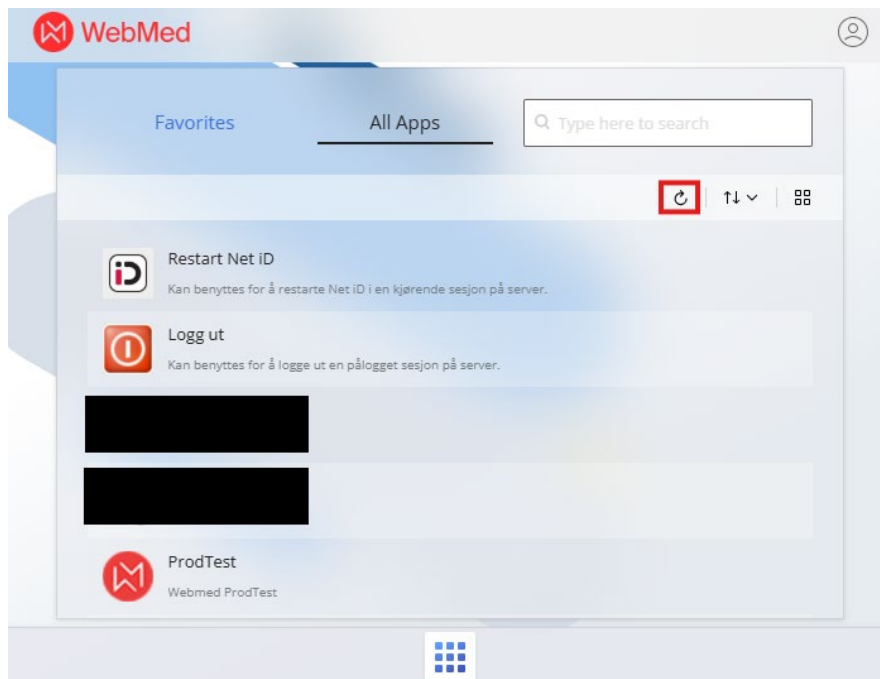 WebMed
Favorites
All Apps
Type here to search
Restart Net iD
Kan benyttes for å restarte Net iD i en kjørende sesjon på server.
Logg ut
Kan benyttes for å logge ut en pålogget sesjon på server.
ProdTest
Webmed ProdTest